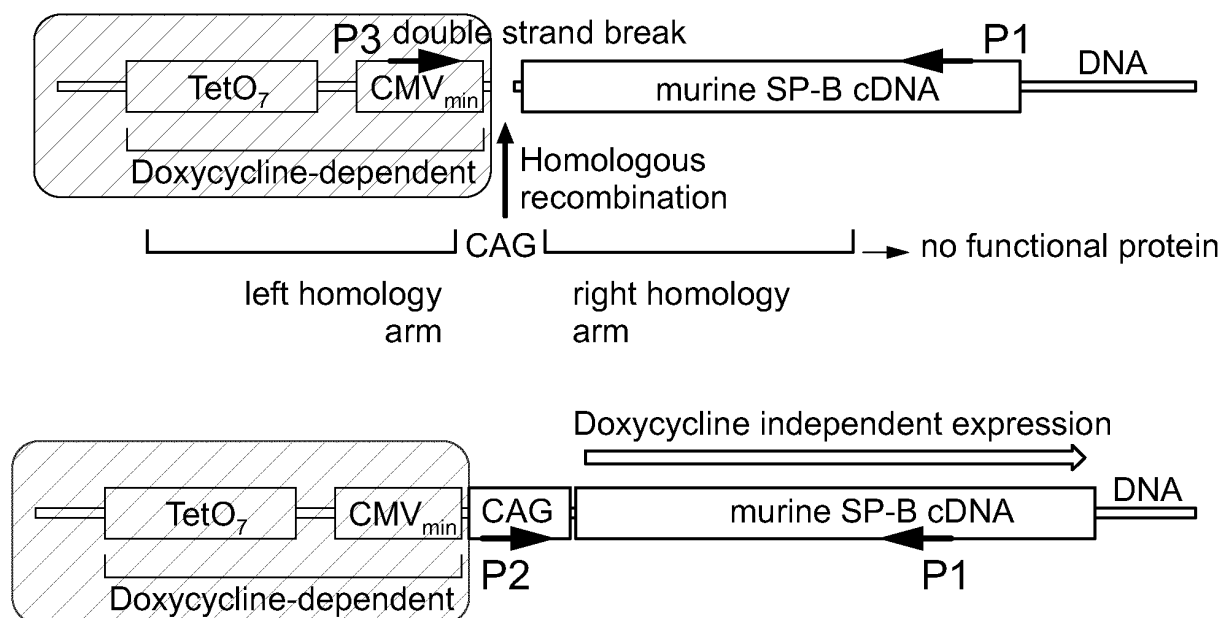 P3 double strand break P1
TetO7 CMVmin murine SP-B cDNA DNA
Doxycycline-dependent
Homologous
recombination
CAG no functional protein
left homology
arm
right homology
arm
Doxycycline independent expression
TetO7 CMVmin CAG murine SP-B cDNA DNA
P2 P1
Doxycycline-dependent